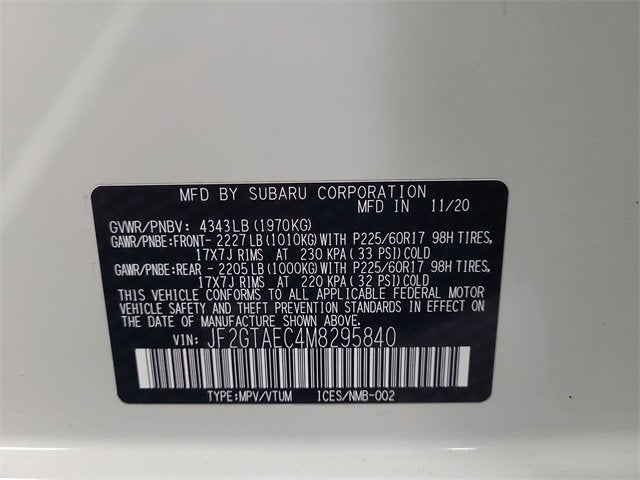 MFD BY SUBARU CORPORATION
MFD IN 11/20
GVWR/PNBV: 4343LB(1970KG)
GAWR/PNBE:FRONT- 2227LB(1010KG)WITH P225/60R17 98H TIRES,
17X7J RIMS AT 230 KPA( 33 PSI)COLD
GAWR/PNBE:REAR - 2205LB(1000KG)WITH P225/60R17 98H TIRES,
17X7J RIMS AT 220 KPA( 32 PSI)COLD
THIS VEHICLE CONFORMS TO ALL APPLICABLE FEDERAL MOTOR
VEHICLE SAFETY AND THEFT PREVENTION STANDARDS IN EFFECT ON
THE DATE OF MANUFACTURE SHOWN ABOVE.
VIN: JF2GTAEC4M8295840
TYPE:MPV/VTUM ICES/NMB-002